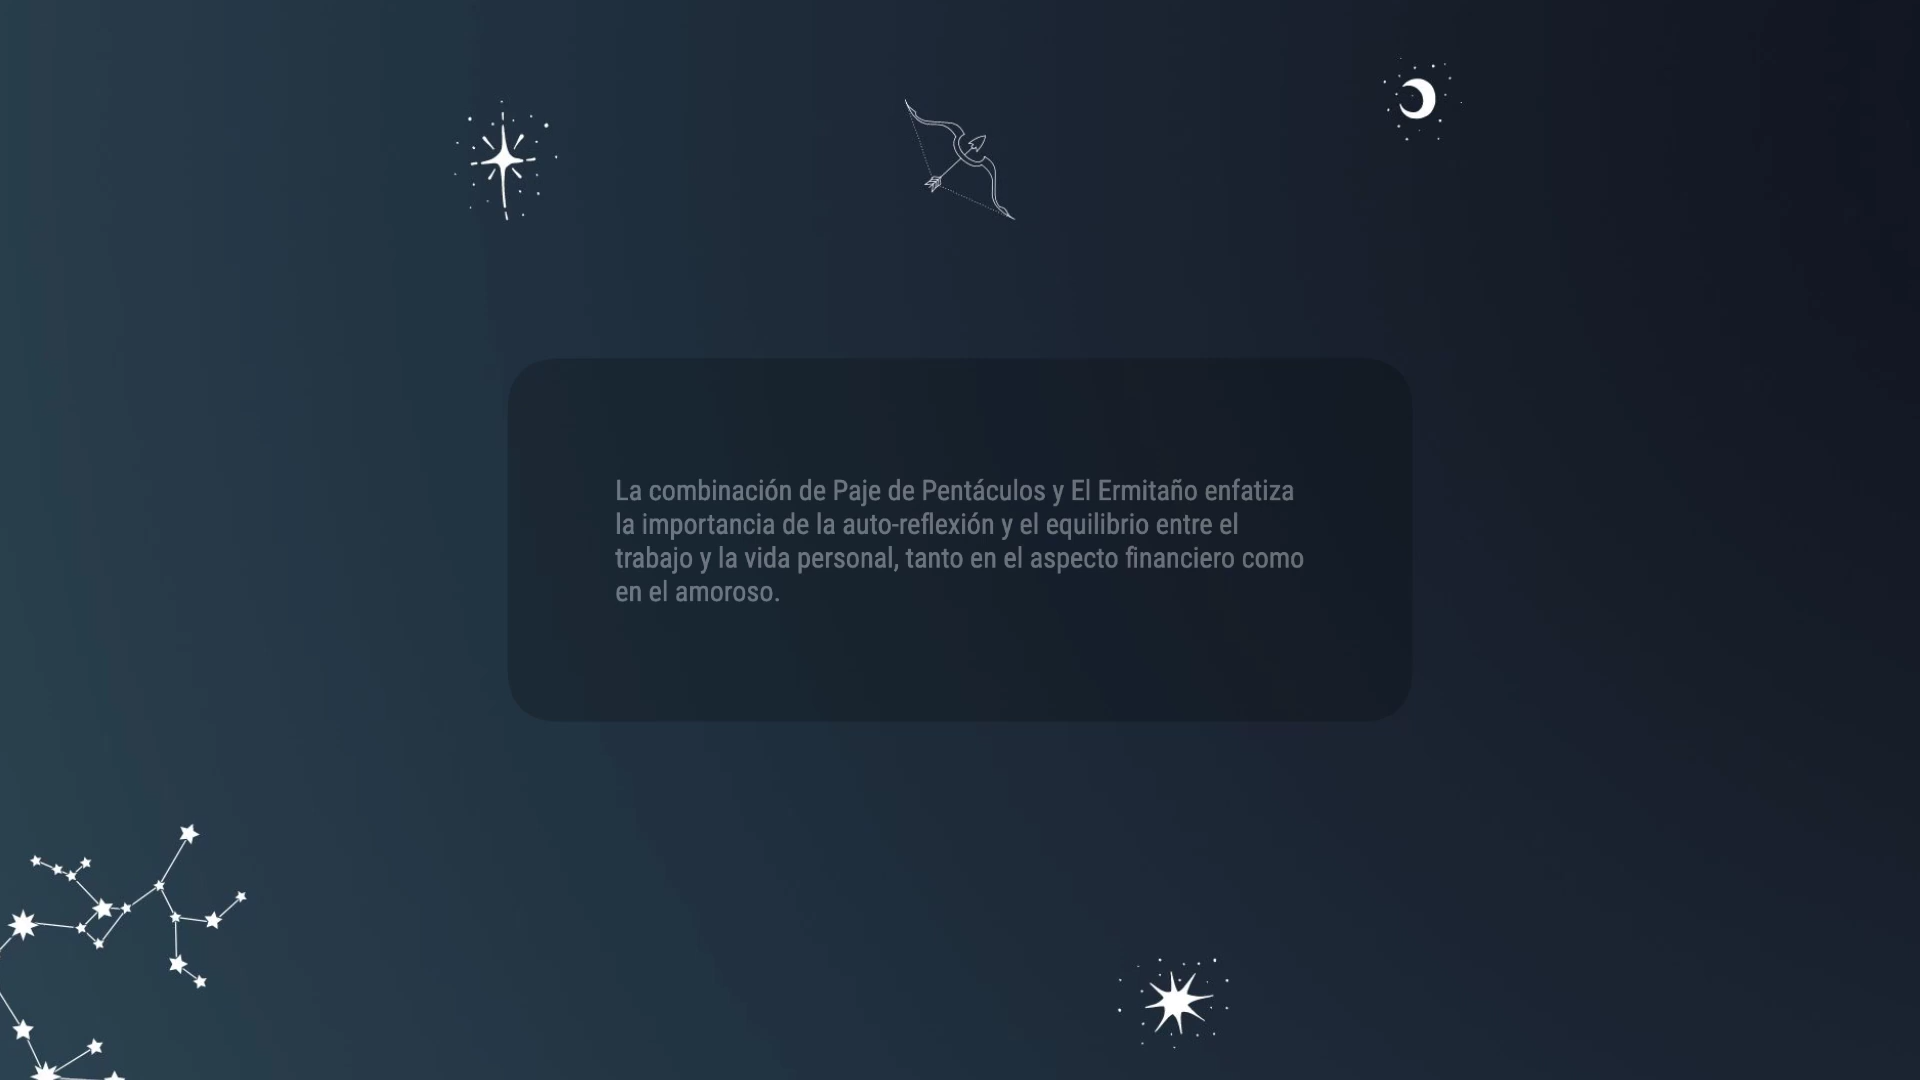 La combinación de Paje de Pentáculos y El Ermitaño enfatiza
la importancia de la auto-reflexión y el equilibrio entre el
trabajo y la vida personal, tanto en el aspecto financiero como
en el amoroso.